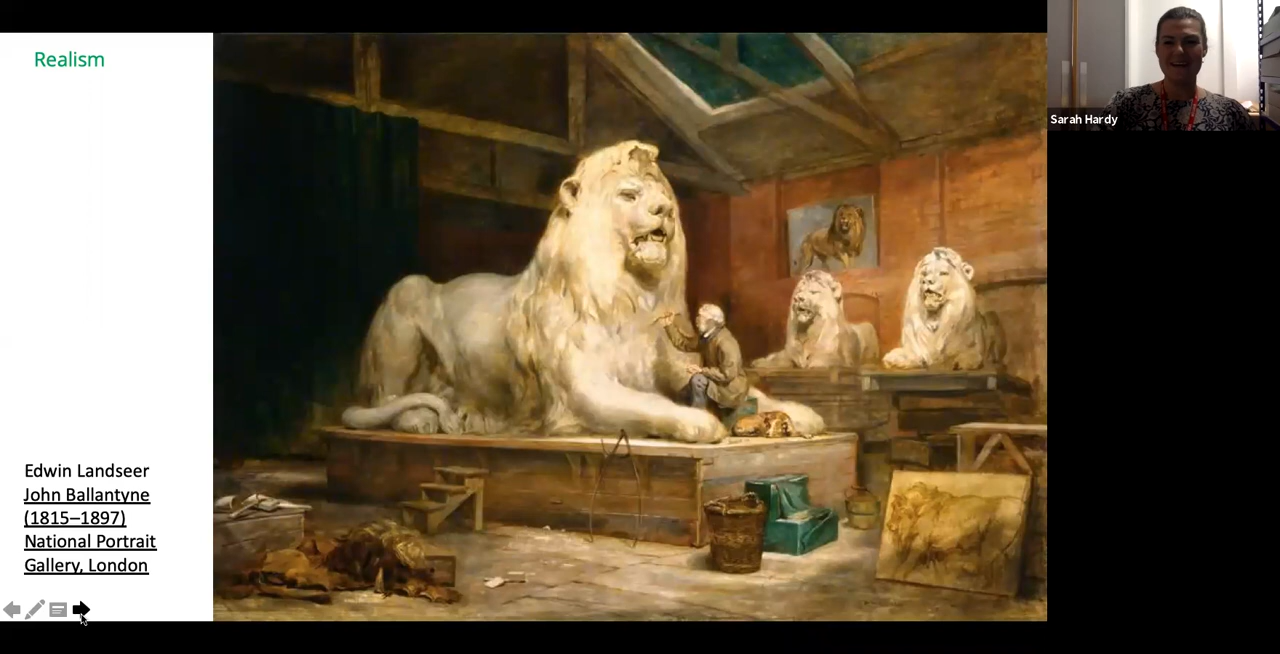 Realism
Edwin Landseer
John Ballantyne
(1815–1897)
National Portrait
Gallery, London
Sarah Hardy